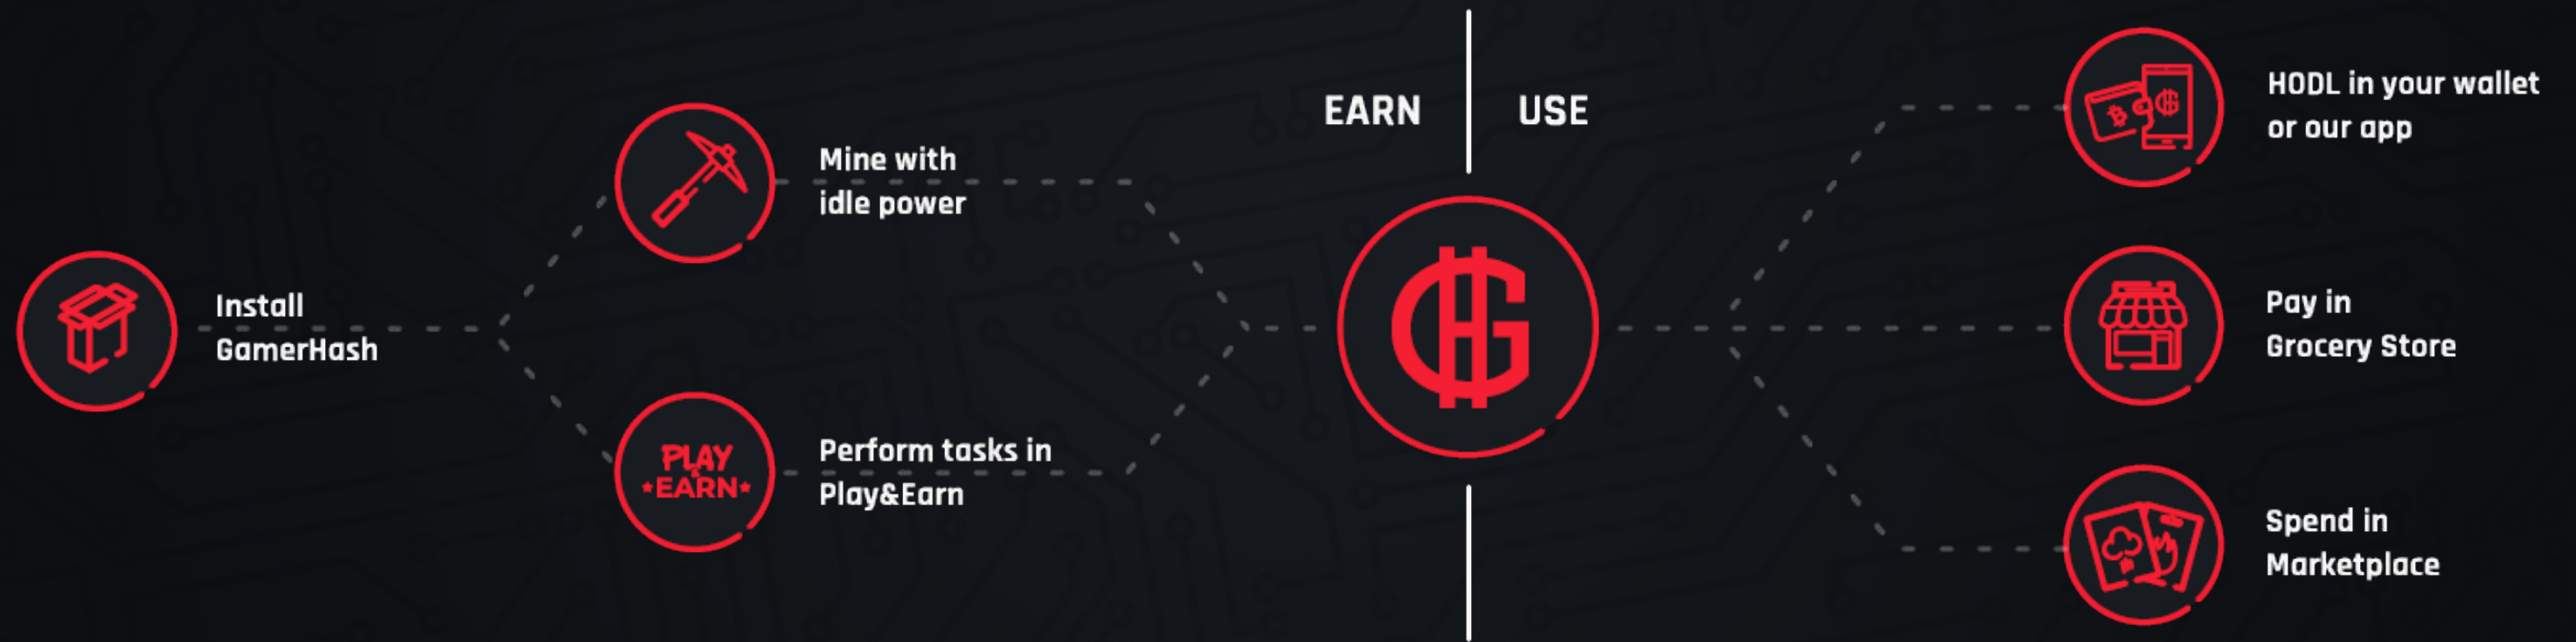 Install
GamerHash
Mine with
idle power
PLAY
&
★EARN★
Perform tasks in
Play&Earn
EARN
USE
HODL in your wallet
or our app
Pay in
Grocery Store
Spend in
Marketplace